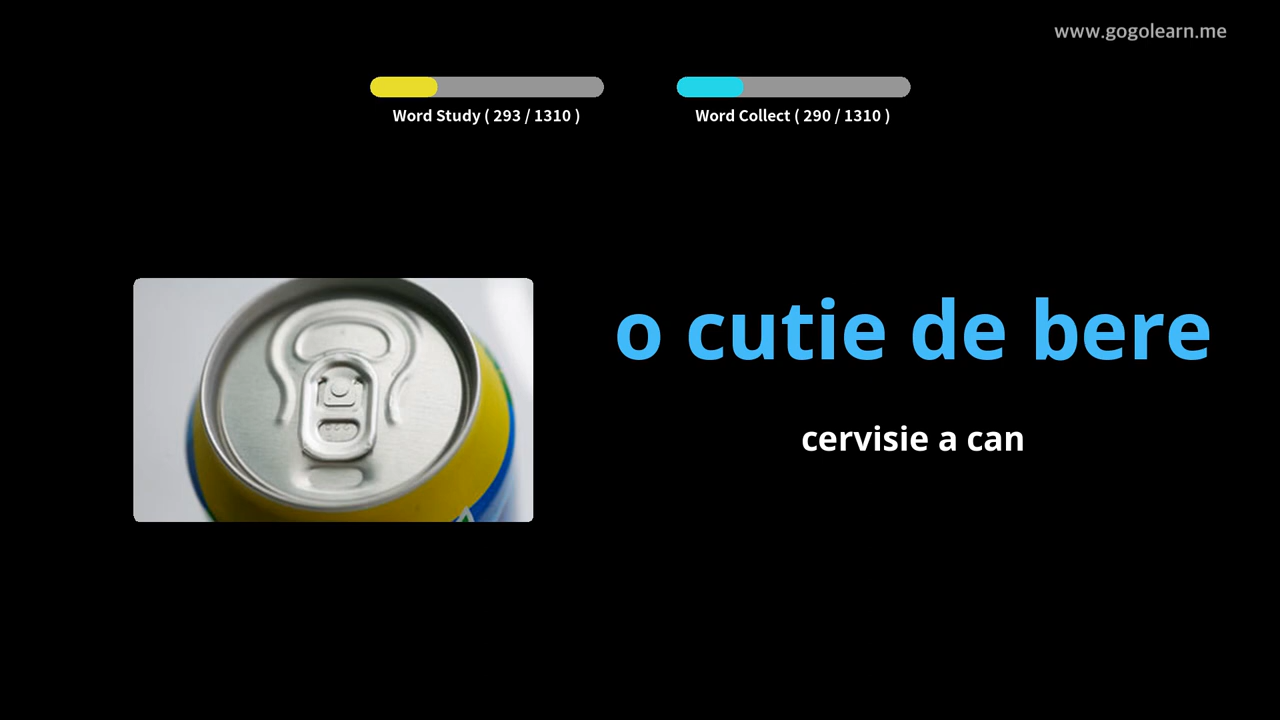 www.gogolearn.me
Word Study ( 293 / 1310 )
Word Collect ( 290 / 1310 )
o cutie de bere
cervisie a can